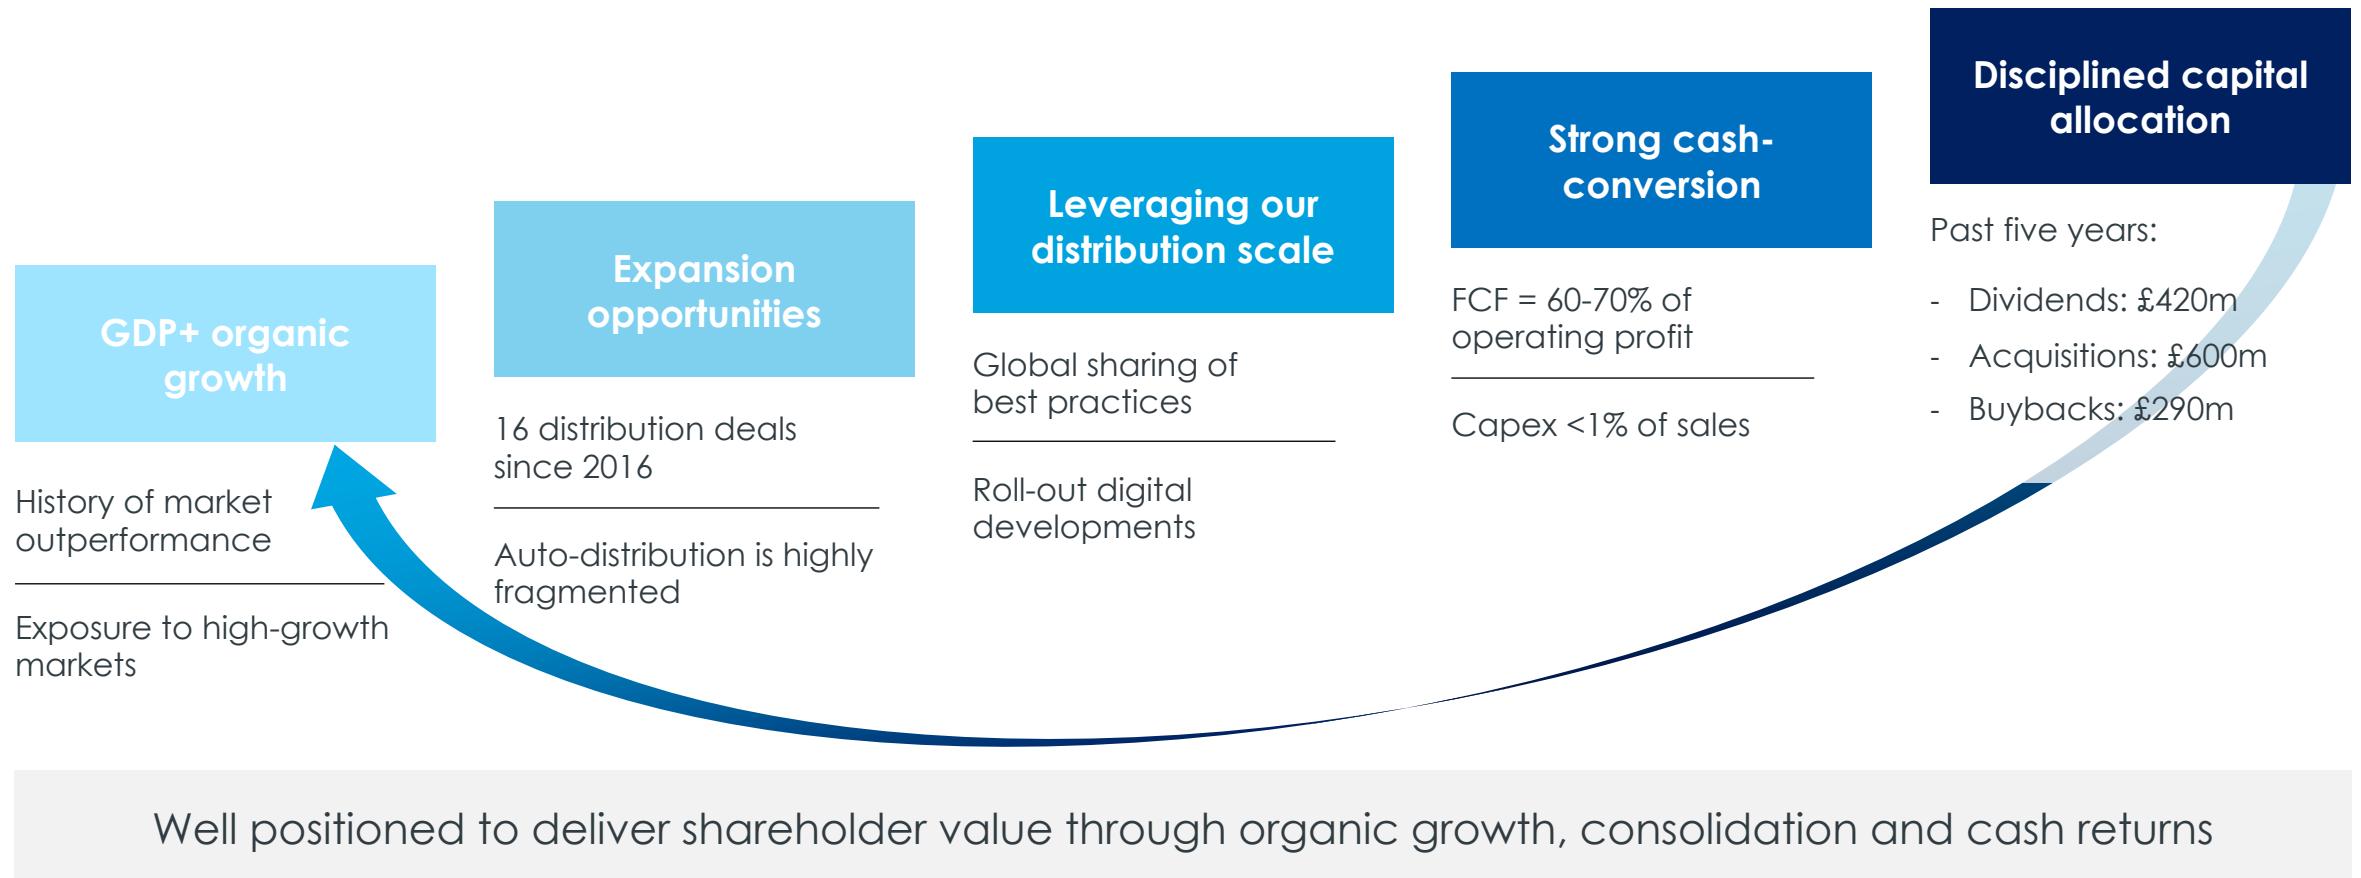 GDP+ organic
growth
History of market
outperformance
Exposure to high-growth
markets
Expansion
opportunities
16 distribution deals
since 2016
Auto-distribution is highly
fragmented
Leveraging our
distribution scale
Global sharing of
best practices
Roll-out digital
developments
Strong cash-
conversion
FCF = 60-70% of
operating profit
Capex <1% of sales
Disciplined capital
allocation
Past five years:
- Dividends: £420m
- Acquisitions: £600m
- Buybacks: £290m
Well positioned to deliver shareholder value through organic growth, consolidation and cash returns